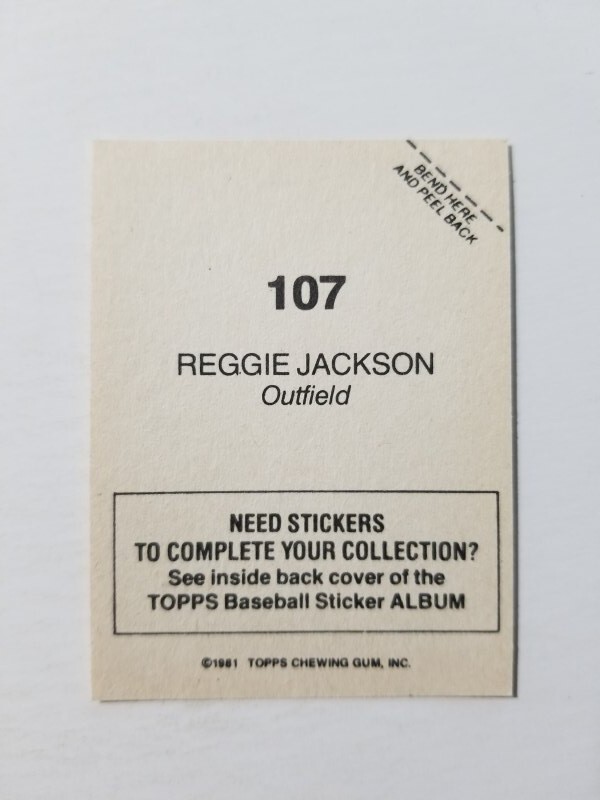 BEND HERE
AND PEEL BACK
107
REGGIE JACKSON
Outfield
NEED STICKERS
TO COMPLETE YOUR COLLECTION?
See inside back cover of the
TOPPS Baseball Sticker ALBUM
©1981 TOPPS CHEWING GUM, INC.